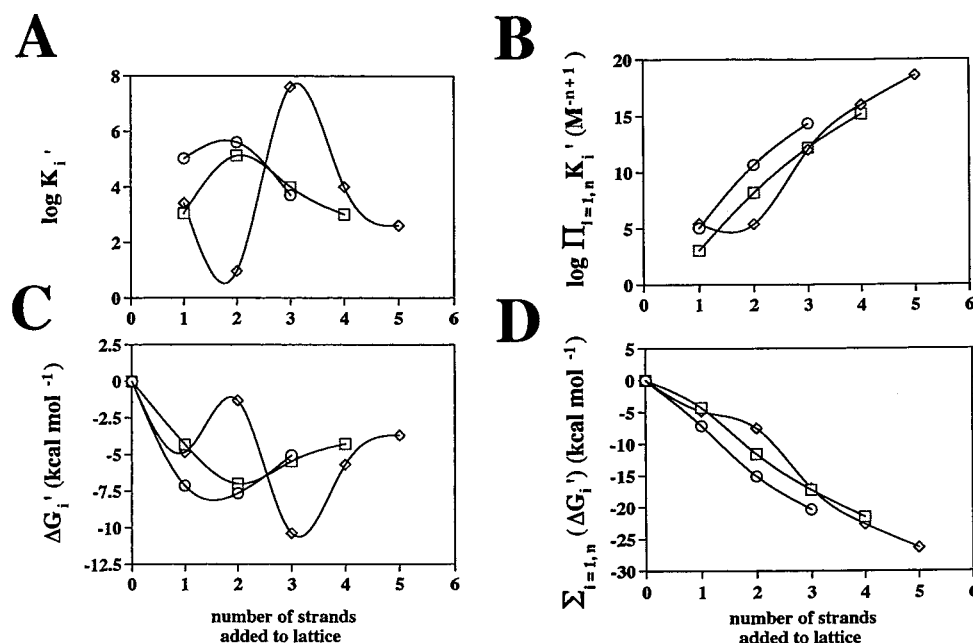 A
B
8
6
4
2
0
log K i '
0 1 2 3 4 5 6
20
15
10
5
0
log Π i = 1, n K i ' (M -n + 1)
0 1 2 3 4 5 6
C
D
2.5
0
-2.5
-5
-7.5
-10
-12.5
ΔG i ' (kcal mol -1)
0 1 2 3 4 5 6
number of strands
added to lattice
5
0
-5
-10
-15
-20
-25
-30
Σ i = 1, n (ΔG i ') (kcal mol -1)
0 1 2 3 4 5 6
number of strands
added to lattice